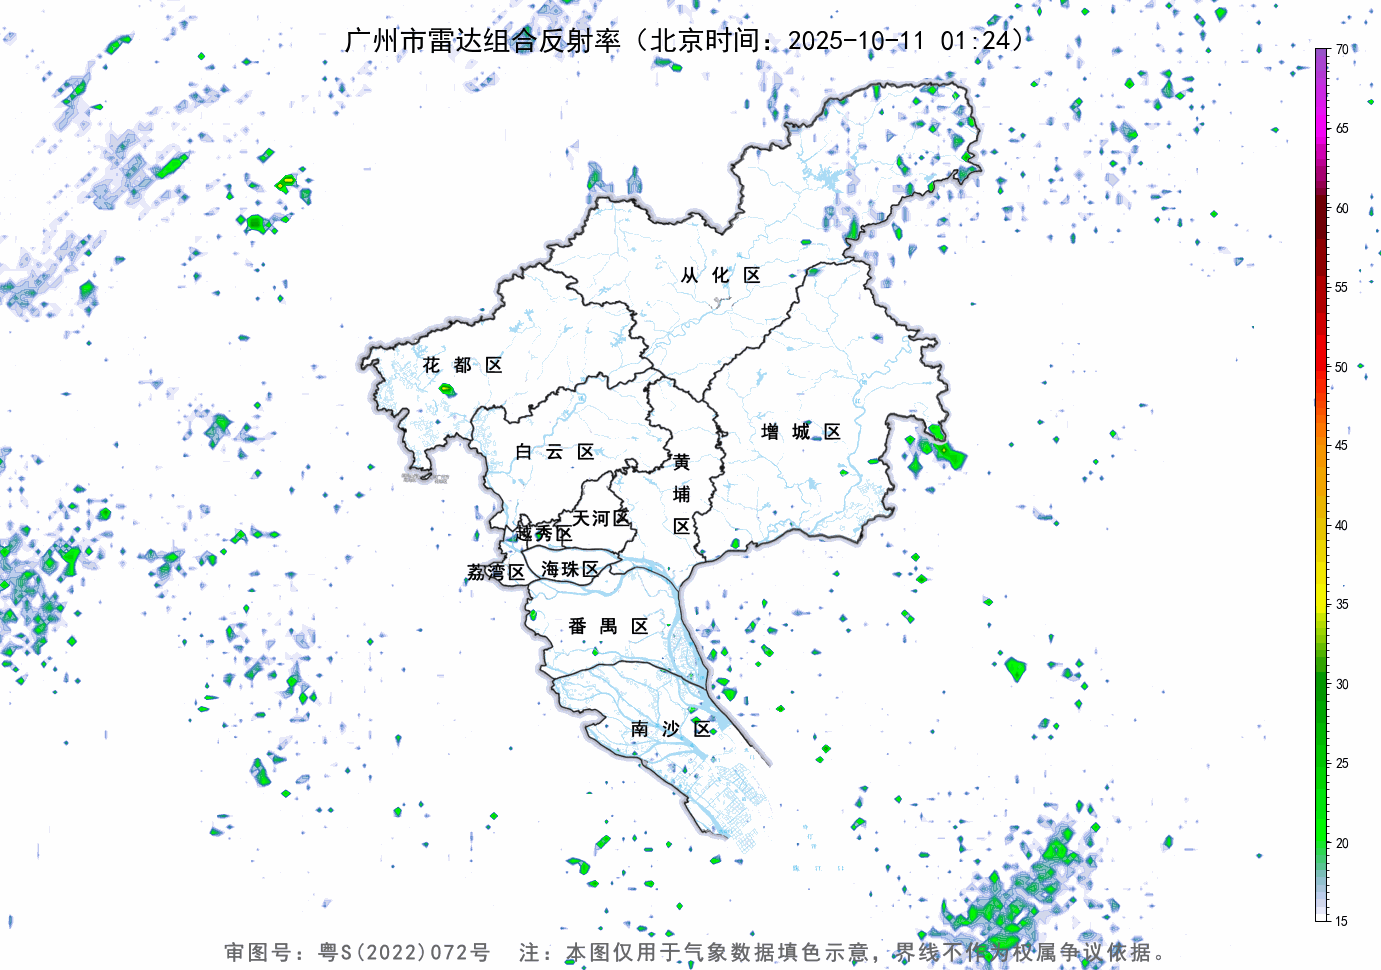 广州市雷达组合反射率（北京时间：2025-10-11 01:24）
70
65
60
55
50
45
40
35
30
25
20
15
从化区
花都区
增城区
白云区
黄埔区
天河区
越秀区
海珠区
荔湾区
番禺区
南沙区
审图号：粤S(2022)072号 注：本图仅用于气象数据填色示意，界线不作为权属争议依据。